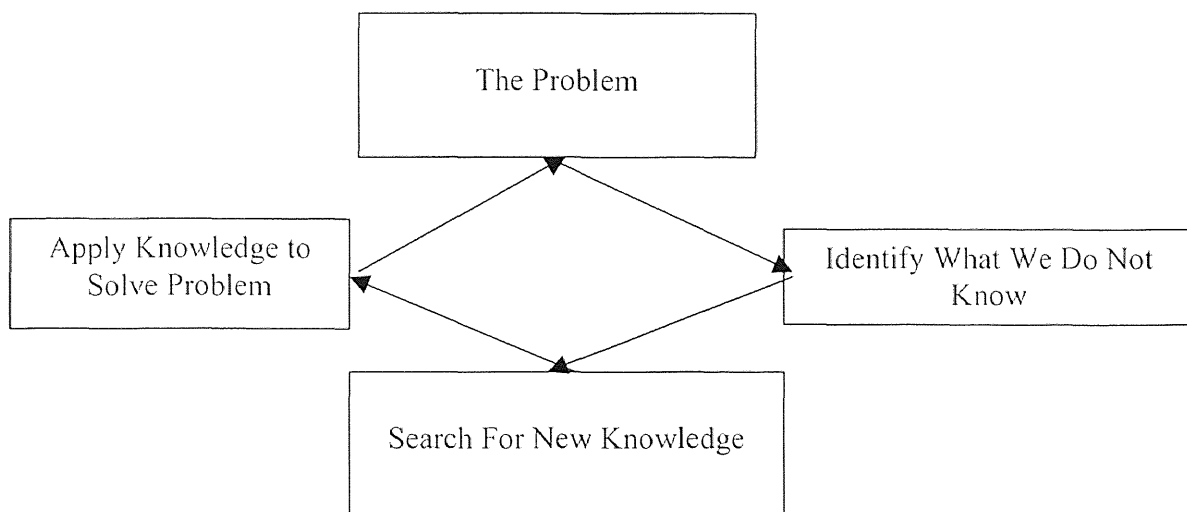 The Problem
Apply Knowledge to
Solve Problem
Identify What We Do Not
Know
Search For New Knowledge